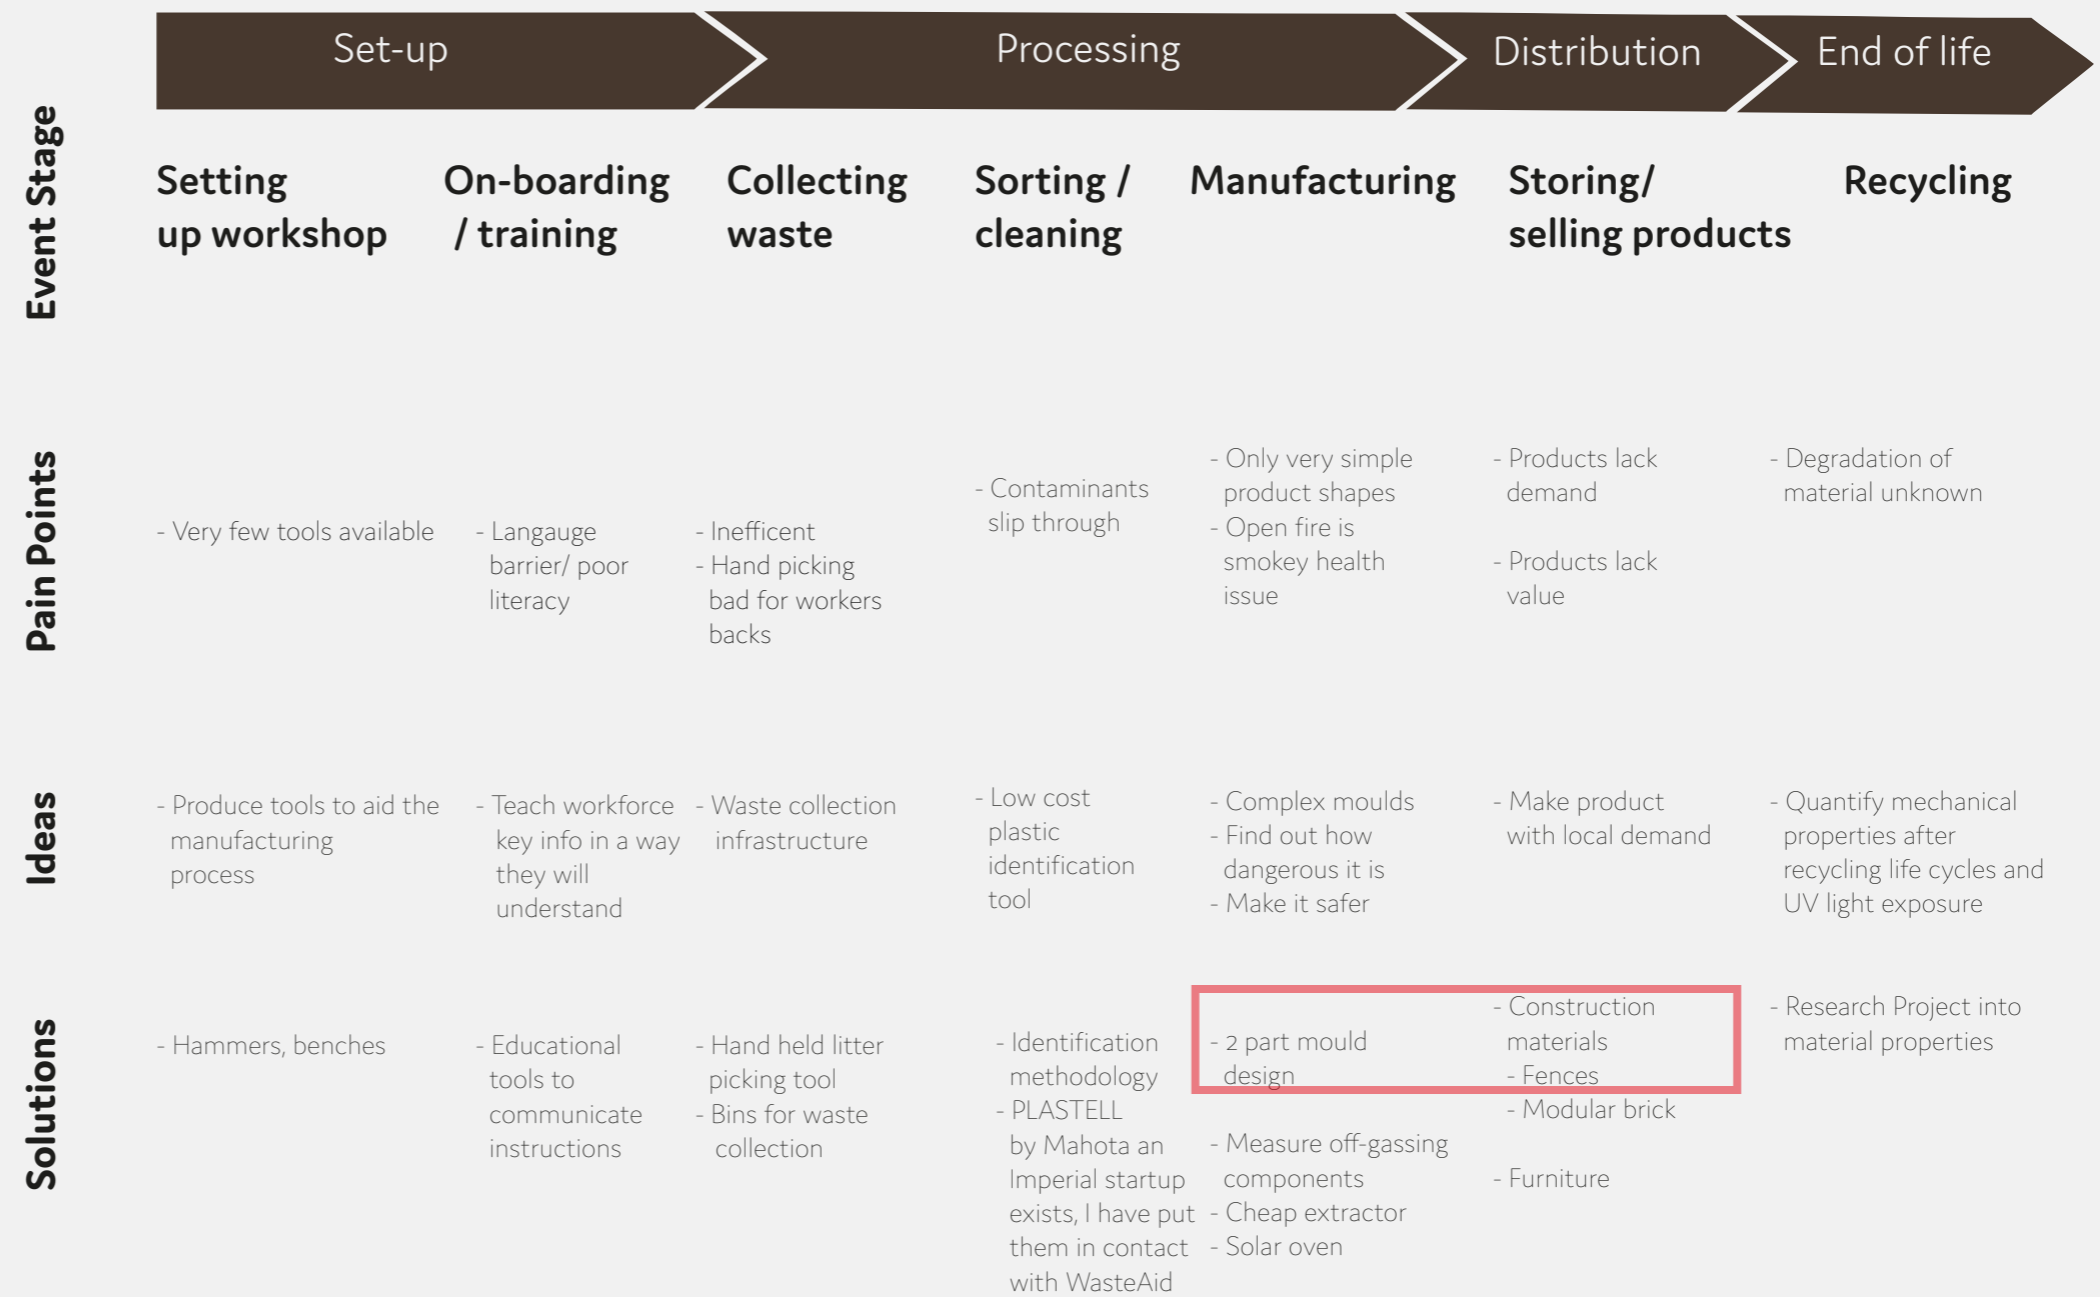 Set-up
Processing
Distribution
End of life
Event Stage
Setting
up workshop
On-boarding
/ training
Collecting
waste
Sorting /
cleaning
Manufacturing
Storing/
selling products
Recycling
Pain Points
- Very few tools available
- Langauge
barrier/ poor
literacy
- Inefficent
- Hand picking
bad for workers
backs
- Contaminants
slip through
- Only very simple
product shapes
- Open fire is
smokey health
issue
- Products lack
demand
- Products lack
value
- Degradation of
material unknown
Ideas
- Produce tools to aid the
manufacturing
process
- Teach workforce
key info in a way
they will
understand
- Waste collection
infrastructure
- Low cost
plastic
identification
tool
- Complex moulds
- Find out how
dangerous it is
- Make it safer
- Make product
with local demand
- Quantify mechanical
properties after
recycling life cycles and
UV light exposure
Solutions
- Hammers, benches
- Educational
tools to
communicate
instructions
- Hand held litter
picking tool
- Bins for waste
collection
- Identification
methodology
- PLASTELL
by Mahota an
Imperial startup
exists, I have put
them in contact
with WasteAid
- 2 part mould
design
- Measure off-gassing
components
- Cheap extractor
- Solar oven
- Construction
materials
- Fences
- Modular brick
- Furniture
- Research Project into
material properties